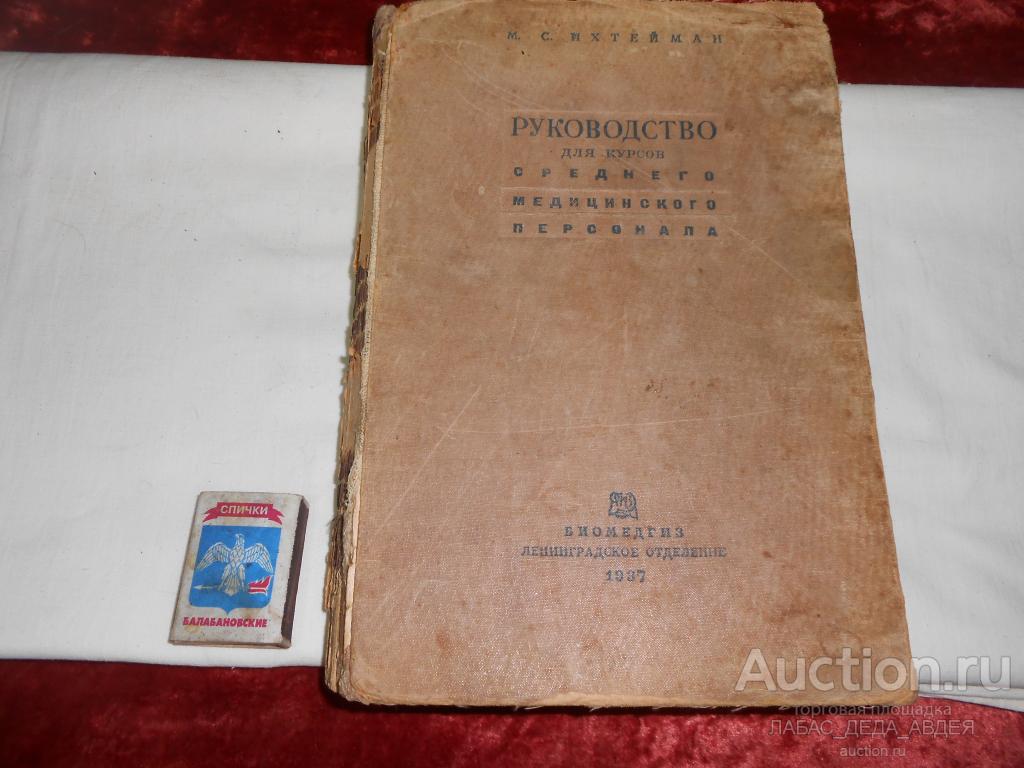 М. С. ИХТЕЙМАН
РУКОВОДСТВО
ДЛЯ КУРСОВ
СРЕДНЕГО
МЕДИЦИНСКОГО
ПЕРСОНАЛА
БИОМЕДГИЗ
ЛЕНИНГРАДСКОЕ ОТДЕЛЕНИЕ
1937
СПИЧКИ
БАЛАБАНОВСКИЕ
Auction.ru
торговая площадка
ЛАБАС_ДЕДА_АВДЕЯ
auction.ru